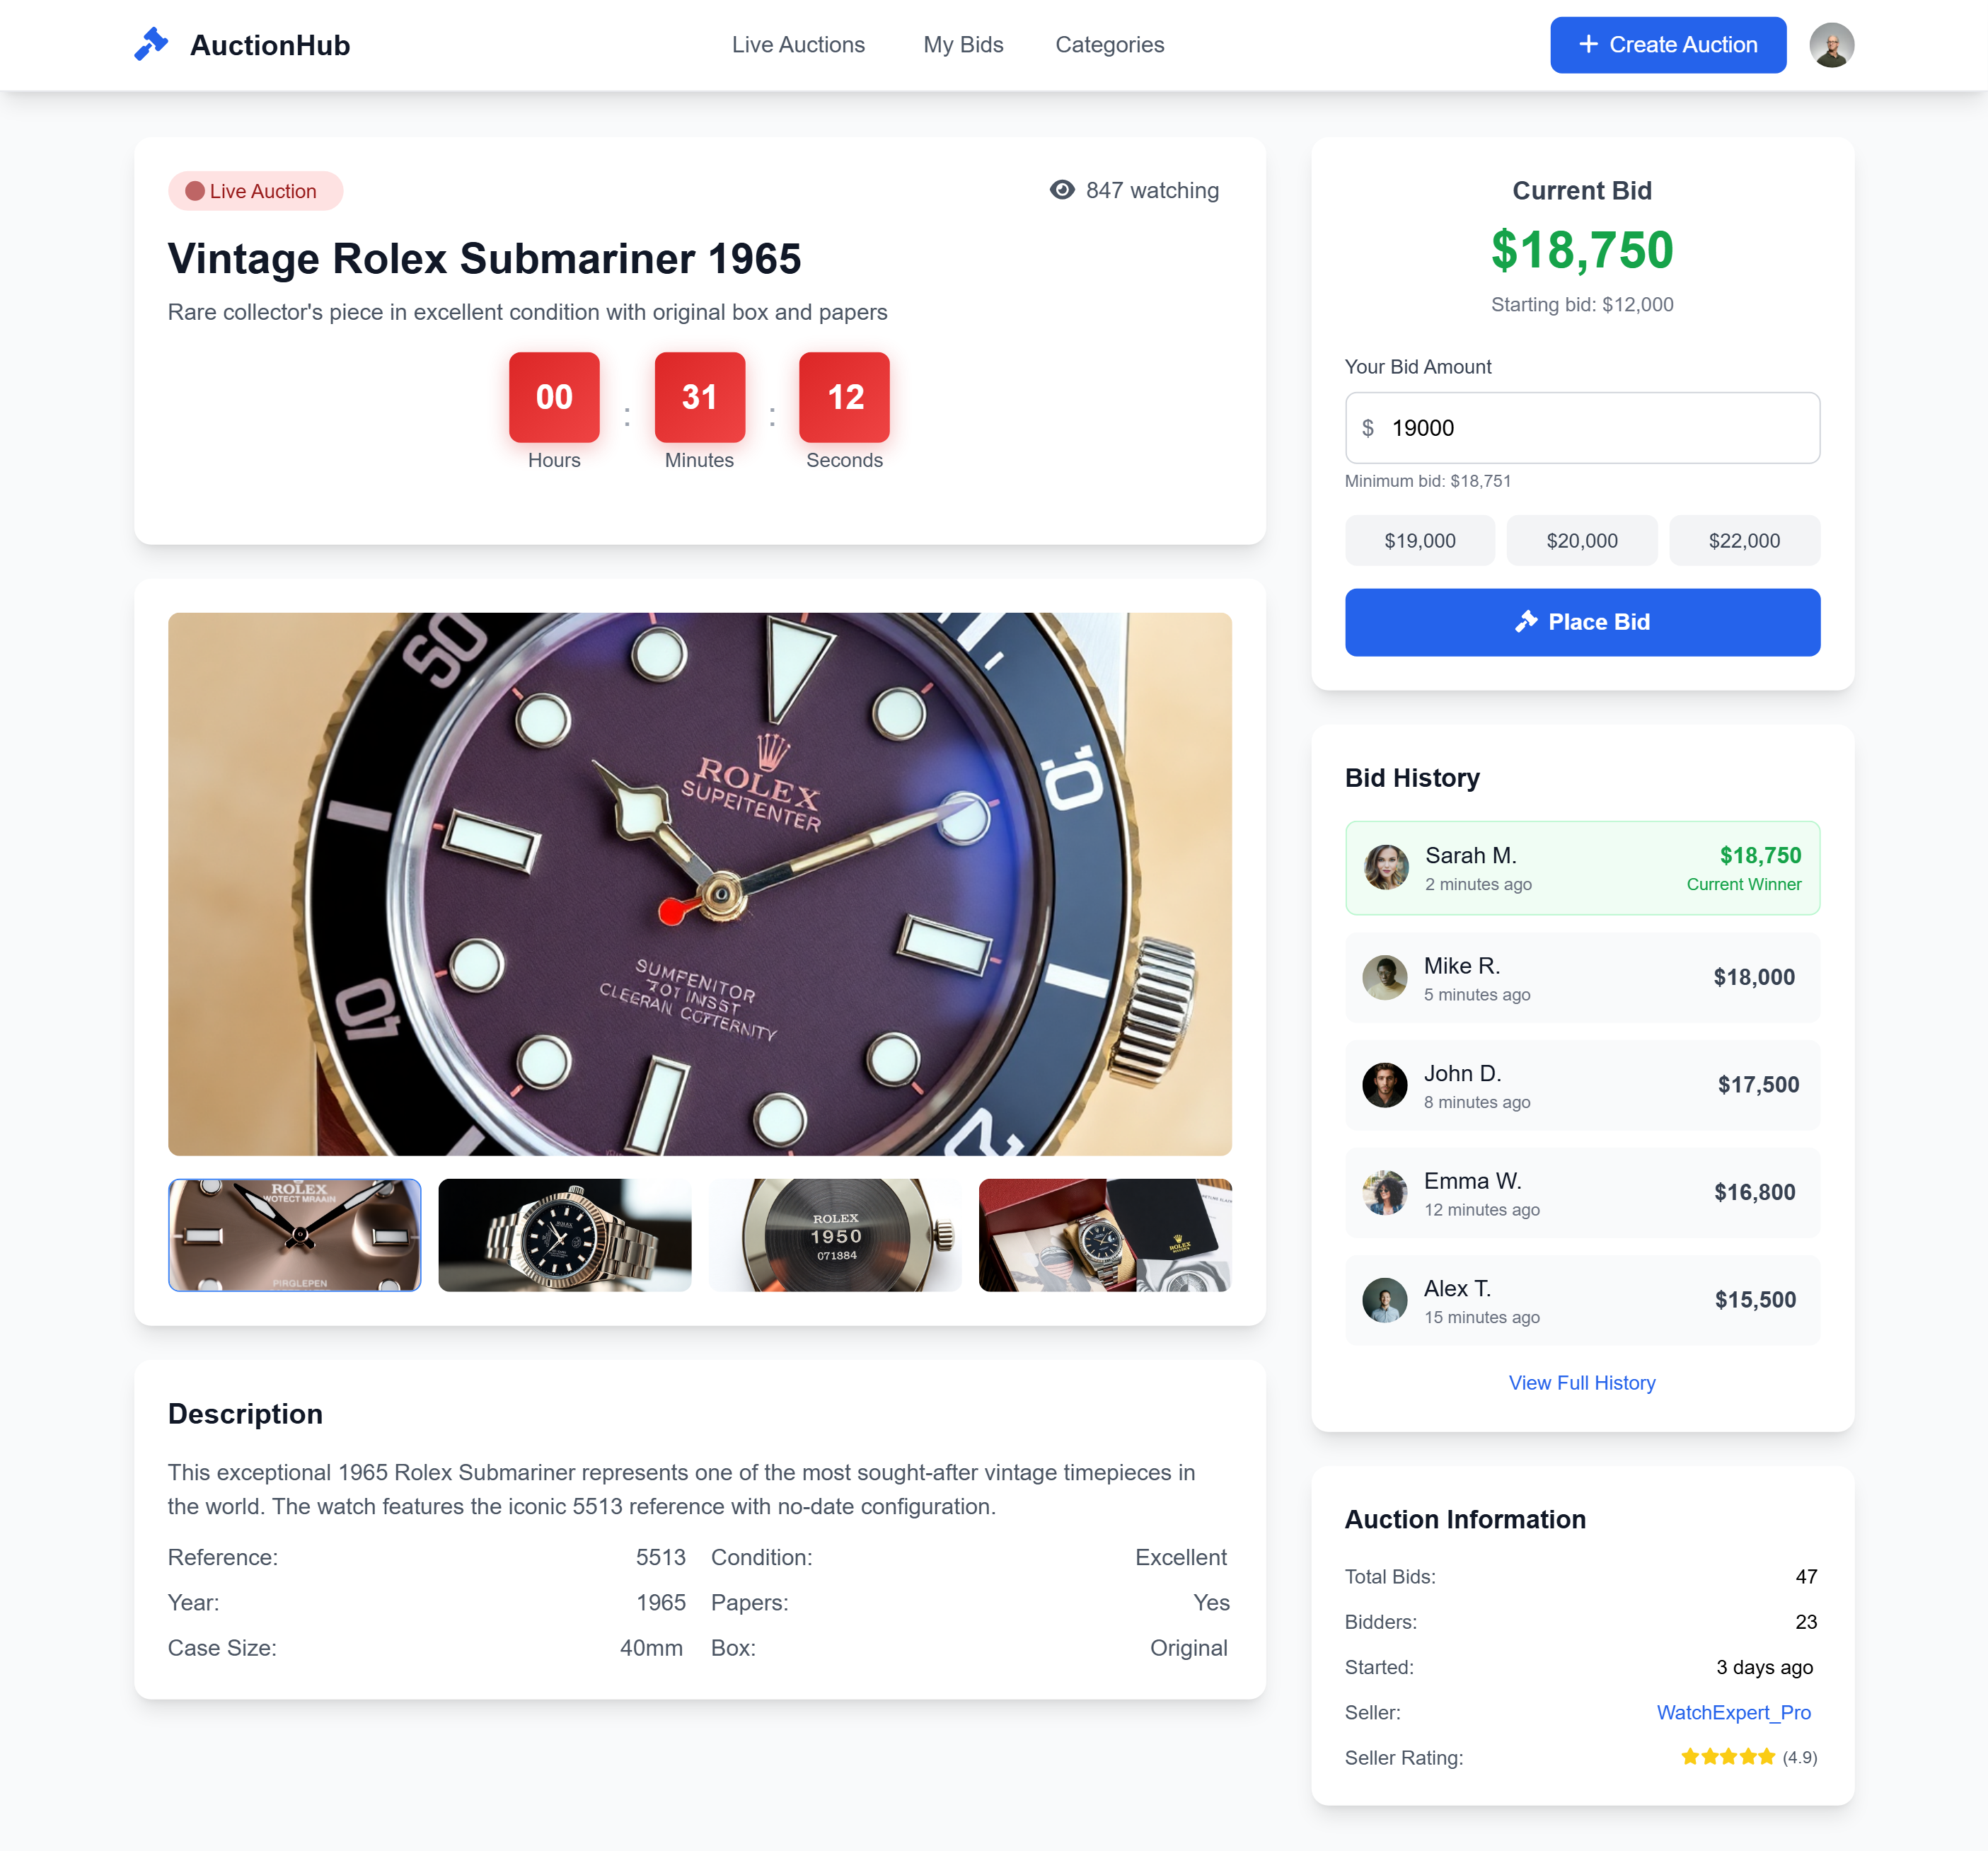 AuctionHub
Live Auctions
My Bids
Categories
Create Auction
Live Auction
847 watching
Vintage Rolex Submariner 1965
Rare collector's piece in excellent condition with original box and papers
00 : 31 : 12
Hours
Minutes
Seconds
50
ROLEX
SUPEITENTER
SUMFENITOR
CLEERAN COTTERNITY
ROLEX
WOTECT MRAAIN
PIRGLEPEN
ROLEX
1950
071884
ROLEX
Description
This exceptional 1965 Rolex Submariner represents one of the most sought-after vintage timepieces in
the world. The watch features the iconic 5513 reference with no-date configuration.
Reference: 5513
Condition: Excellent
Year: 1965
Papers: Yes
Case Size: 40mm
Box: Original
Current Bid
$18,750
Starting bid: $12,000
Your Bid Amount
$ 19000
Minimum bid: $18,751
$19,000
$20,000
$22,000
Place Bid
Bid History
Sarah M.
2 minutes ago
$18,750
Current Winner
Mike R.
5 minutes ago
$18,000
John D.
8 minutes ago
$17,500
Emma W.
12 minutes ago
$16,800
Alex T.
15 minutes ago
$15,500
View Full History
Auction Information
Total Bids: 47
Bidders: 23
Started: 3 days ago
Seller: WatchExpert_Pro
Seller Rating: (4.9)